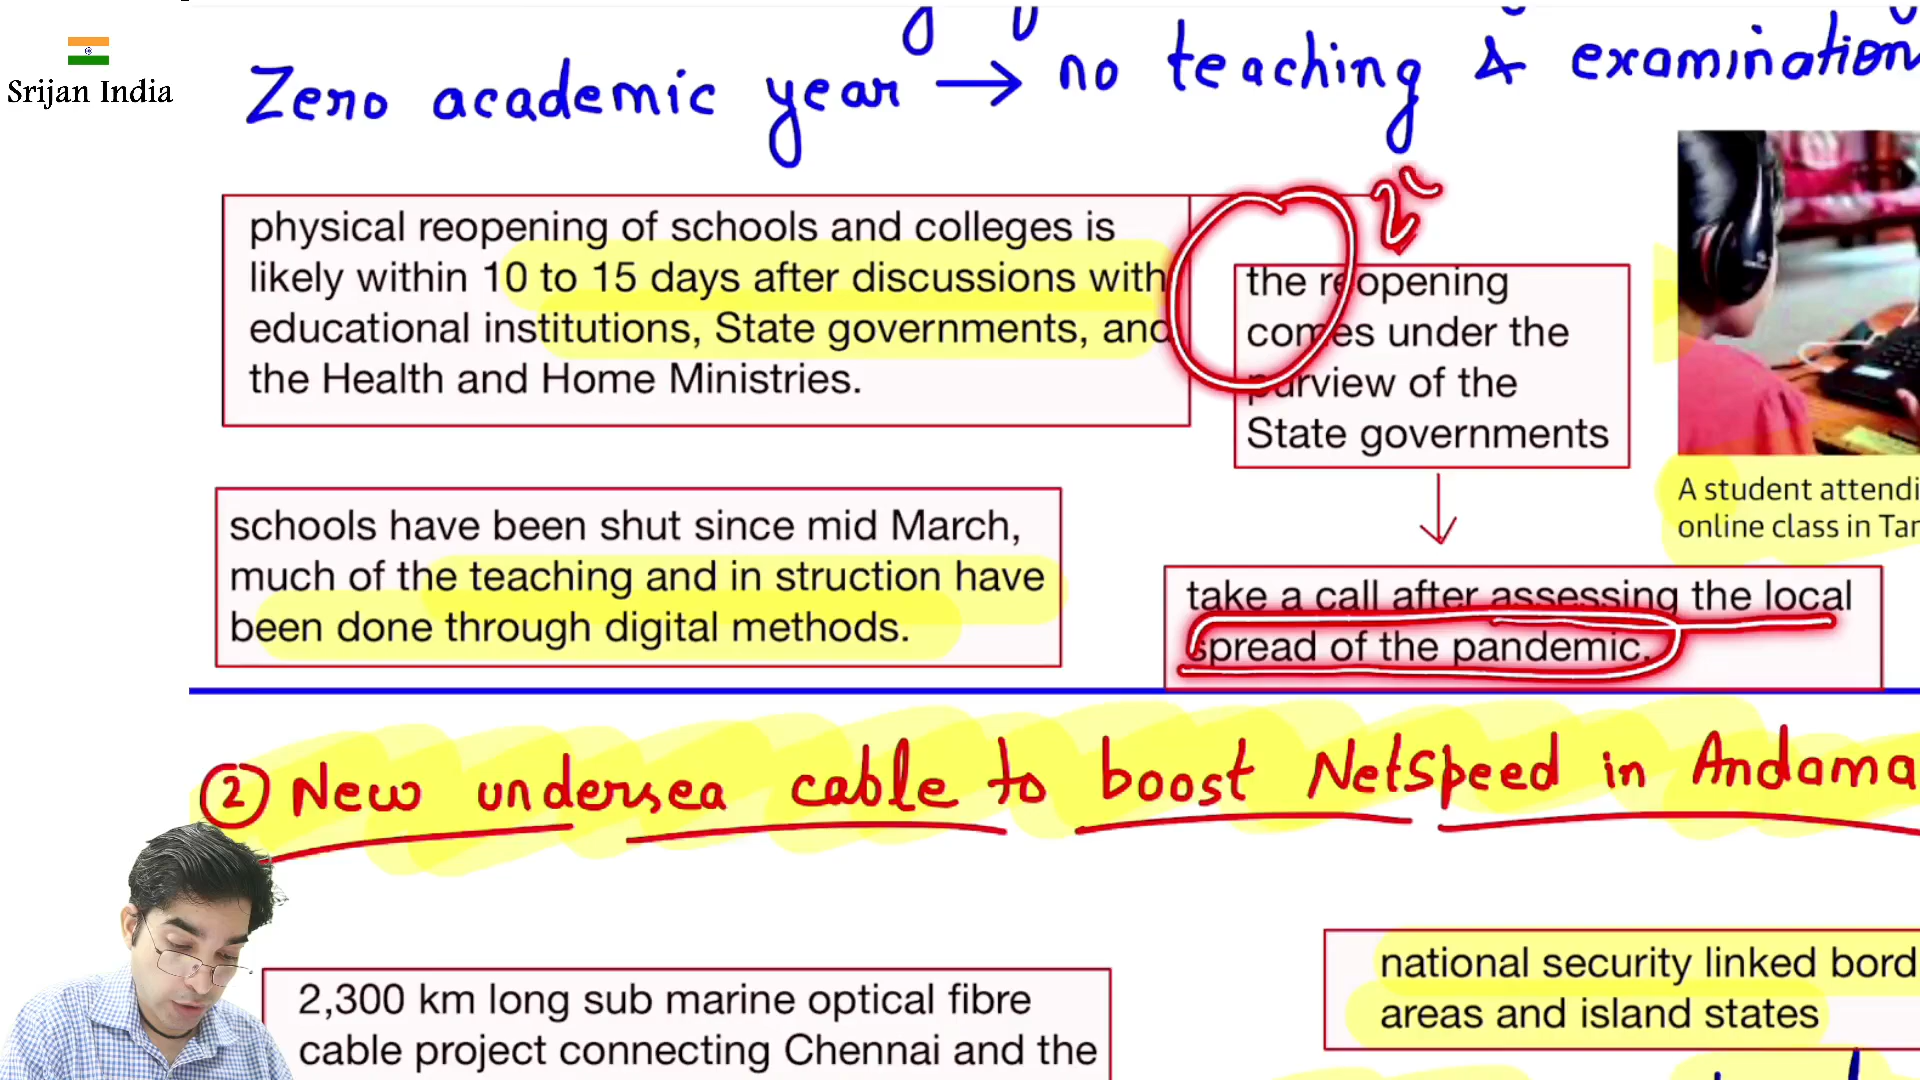 Srijan India
Zero academic year → no teaching & examination
physical reopening of schools and colleges is
likely within 10 to 15 days after discussions with
educational institutions, State governments, and
the Health and Home Ministries.
the reopening
comes under the
purview of the
State governments
A student attendi
online class in Tar
schools have been shut since mid March,
much of the teaching and in struction have
been done through digital methods.
take a call after assessing the local
spread of the pandemic.
② New undersea cable to boost NetSpeed in Andama
national security linked bord
areas and island states
2,300 km long sub marine optical fibre
cable project connecting Chennai and the